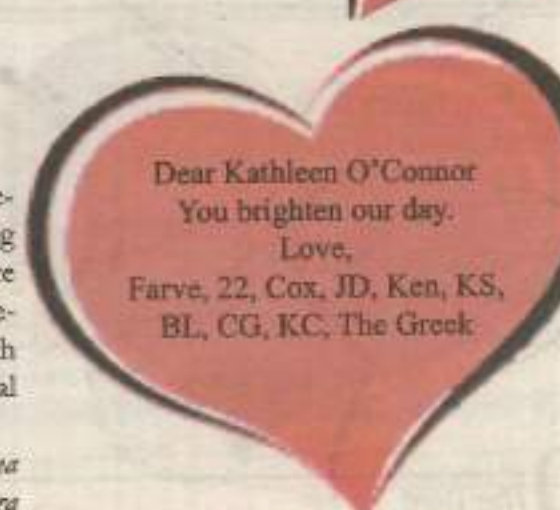 Dear Kathleen O'Connor
You brighten our day.
Love,
Farve, 22, Cox, JD, Ken, KS,
BL, CG, KC, The Greek